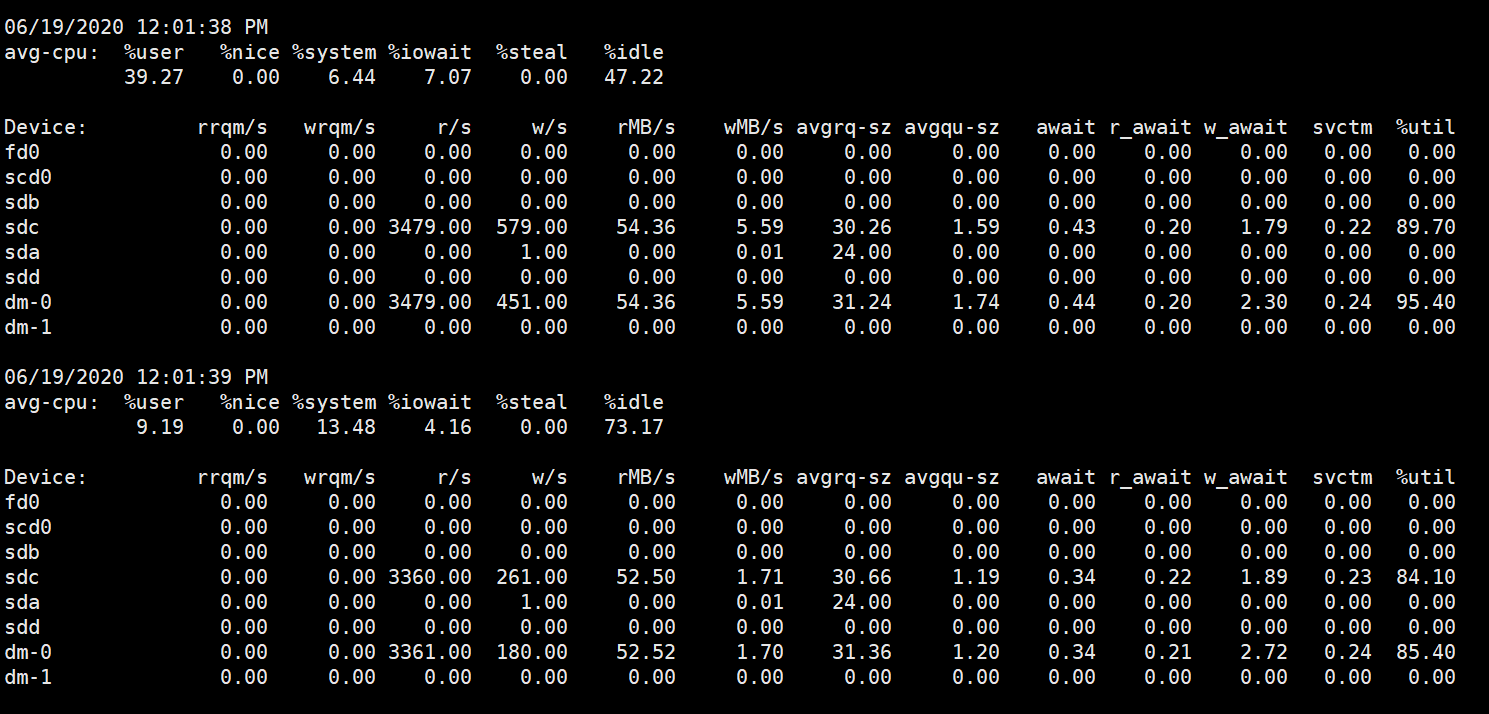 06/19/2020 12:01:38 PM
avg-cpu:  %user   %nice %system %iowait  %steal   %idle
          39.27    0.00    6.44    7.07    0.00   47.22
Device:         rrqm/s   wrqm/s     r/s     w/s    rMB/s    wMB/s avgrq-sz avgqu-sz   await r_await w_await  svctm  %util
fd0               0.00     0.00    0.00    0.00     0.00     0.00     0.00     0.00    0.00    0.00    0.00   0.00   0.00
scd0              0.00     0.00    0.00    0.00     0.00     0.00     0.00     0.00    0.00    0.00    0.00   0.00   0.00
sdb               0.00     0.00    0.00    0.00     0.00     0.00     0.00     0.00    0.00    0.00    0.00   0.00   0.00
sdc               0.00     0.00 3479.00  579.00    54.36     5.59    30.26     1.59    0.43    0.20    1.79   0.22  89.70
sda               0.00     0.00    0.00    1.00     0.00     0.01    24.00     0.00    0.00    0.00    0.00   0.00   0.00
sdd               0.00     0.00    0.00    0.00     0.00     0.00     0.00     0.00    0.00    0.00    0.00   0.00   0.00
dm-0              0.00     0.00 3479.00  451.00    54.36     5.59    31.24     1.74    0.44    0.20    2.30   0.24  95.40
dm-1              0.00     0.00    0.00    0.00     0.00     0.00     0.00     0.00    0.00    0.00    0.00   0.00   0.00
06/19/2020 12:01:39 PM
avg-cpu:  %user   %nice %system %iowait  %steal   %idle
           9.19    0.00   13.48    4.16    0.00   73.17
Device:         rrqm/s   wrqm/s     r/s     w/s    rMB/s    wMB/s avgrq-sz avgqu-sz   await r_await w_await  svctm  %util
fd0               0.00     0.00    0.00    0.00     0.00     0.00     0.00     0.00    0.00    0.00    0.00   0.00   0.00
scd0              0.00     0.00    0.00    0.00     0.00     0.00     0.00     0.00    0.00    0.00    0.00   0.00   0.00
sdb               0.00     0.00    0.00    0.00     0.00     0.00     0.00     0.00    0.00    0.00    0.00   0.00   0.00
sdc               0.00     0.00 3360.00  261.00    52.50     1.71    30.66     1.19    0.34    0.22    1.89   0.23  84.10
sda               0.00     0.00    0.00    1.00     0.00     0.01    24.00     0.00    0.00    0.00    0.00   0.00   0.00
sdd               0.00     0.00    0.00    0.00     0.00     0.00     0.00     0.00    0.00    0.00    0.00   0.00   0.00
dm-0              0.00     0.00 3361.00  180.00    52.52     1.70    31.36     1.20    0.34    0.21    2.72   0.24  85.40
dm-1              0.00     0.00    0.00    0.00     0.00     0.00     0.00     0.00    0.00    0.00    0.00   0.00   0.00